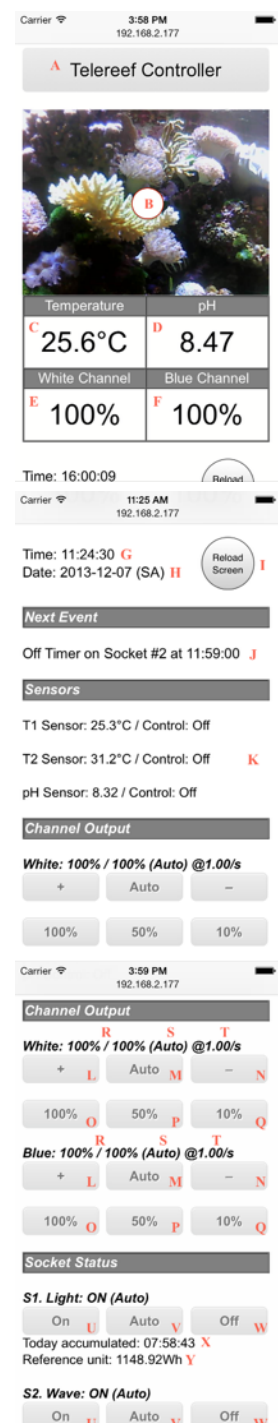 Carrier 3:58 PM
192.168.2.177
A Telereef Controller
B
Temperature pH
C 25.6°C D 8.47
White Channel Blue Channel
E 100% F 100%
Time: 16:00:09 Reload
Carrier 11:25 AM
192.168.2.177
Time: 11:24:30 G Reload Screen I
Date: 2013-12-07 (SA) H
Next Event
Off Timer on Socket #2 at 11:59:00 J
Sensors
T1 Sensor: 25.3°C / Control: Off
T2 Sensor: 31.2°C / Control: Off K
pH Sensor: 8.32 / Control: Off
Channel Output
White: 100% / 100% (Auto) @1.00/s
+ Auto –
100% 50% 10%
Carrier 3:59 PM
192.168.2.177
Channel Output
R S T
White: 100% / 100% (Auto) @1.00/s
+ L Auto M – N
100% O 50% P 10% Q
R S T
Blue: 100% / 100% (Auto) @1.00/s
+ L Auto M – N
100% O 50% P 10% Q
Socket Status
S1. Light: ON (Auto)
On U Auto V Off W
Today accumulated: 07:58:43 X
Reference unit: 1148.92Wh Y
S2. Wave: ON (Auto)
On U Auto V Off W